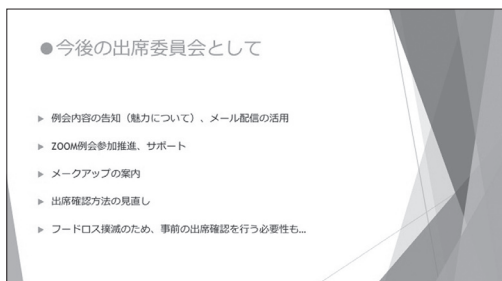 ●今後の出席委員会として
▶ 例会内容の告知（魅力について）、メール配信の活用
▶ ZOOM例会参加推進、サポート
▶ メークアップの案内
▶ 出席確認方法の見直し
▶ フードロス撲滅のため、事前の出席確認を行う必要性も…